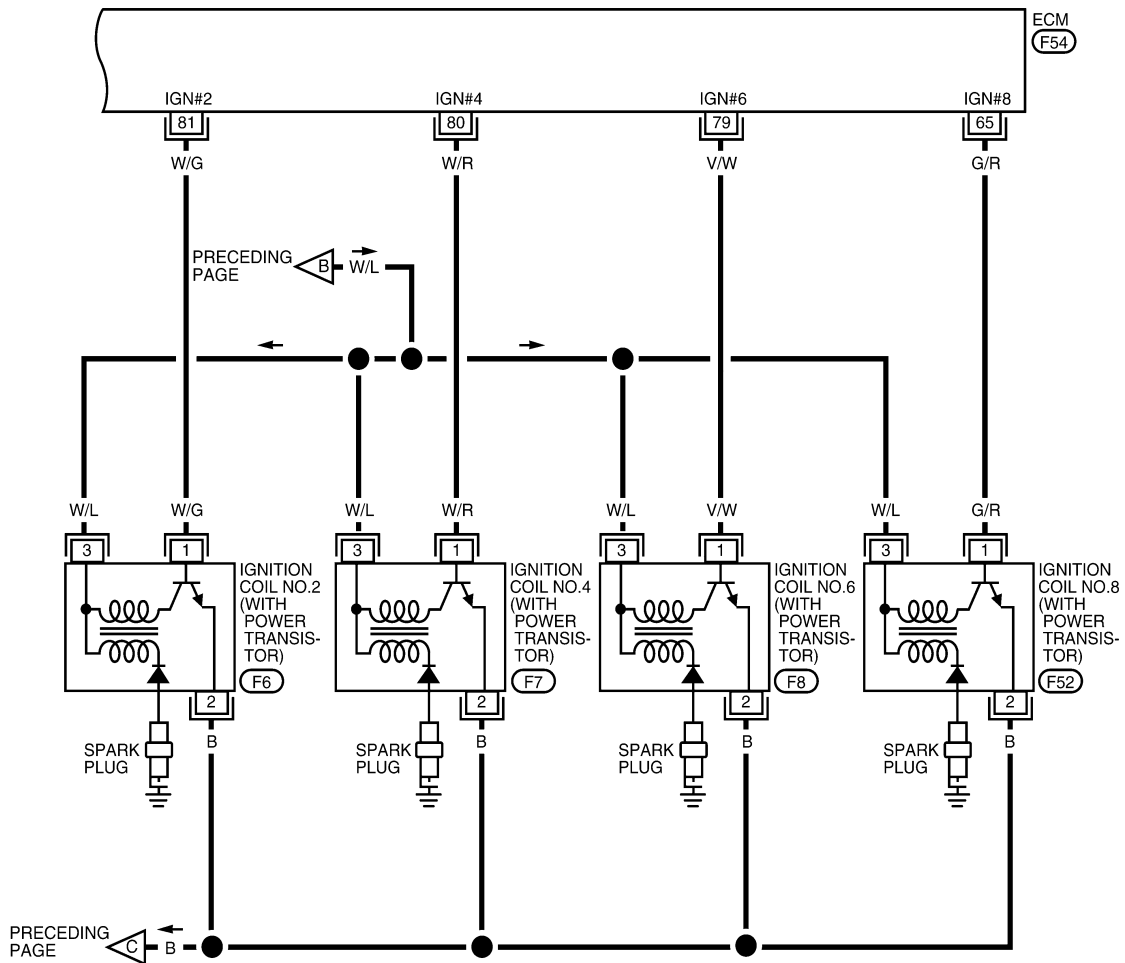 ECM
F54
IGN#2
IGN#4
IGN#6
IGN#8
81
80
79
65
W/G
W/R
V/W
G/R
PRECEDING
PAGE
B
W/L
W/L
W/G
W/L
W/R
W/L
V/W
W/L
G/R
3
1
3
1
3
1
3
1
IGNITION
COIL NO.2
(WITH
POWER
TRANSIS-
TOR)
F6
IGNITION
COIL NO.4
(WITH
POWER
TRANSIS-
TOR)
F7
IGNITION
COIL NO.6
(WITH
POWER
TRANSIS-
TOR)
F8
IGNITION
COIL NO.8
(WITH
POWER
TRANSIS-
TOR)
F52
2
2
2
2
B
B
B
B
SPARK
PLUG
SPARK
PLUG
SPARK
PLUG
SPARK
PLUG
PRECEDING
PAGE
C
B